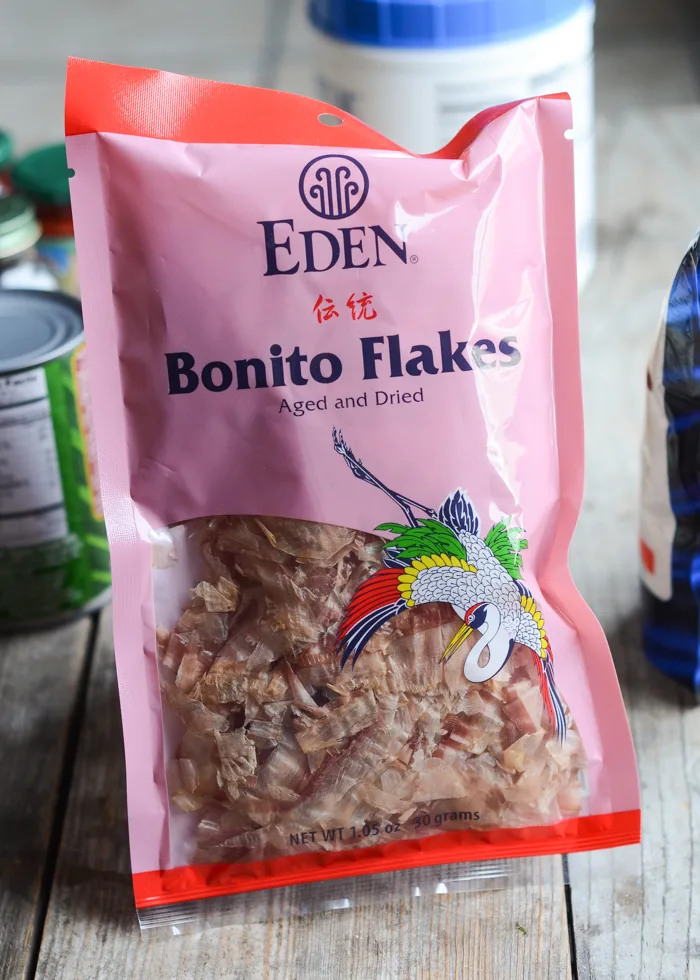 EDEN®
伝統
Bonito Flakes
Aged and Dried
NET WT 1.05 oz 30 grams